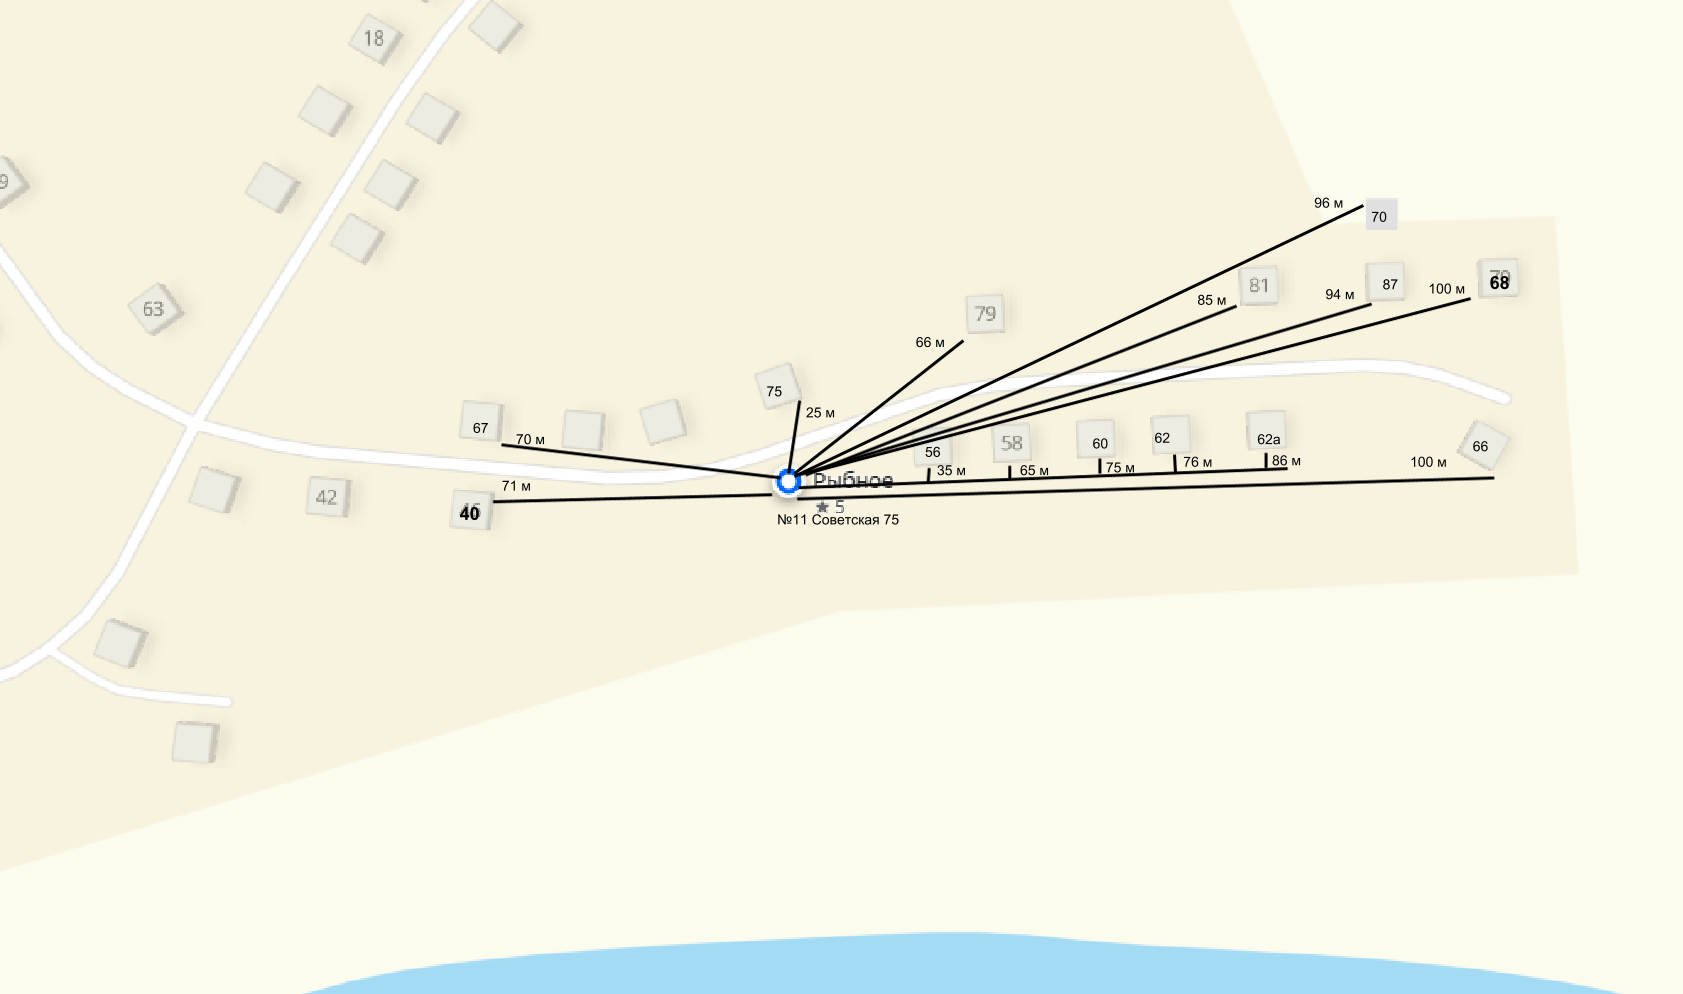 18
9
63
96 м
70
81
87
68
85 м
94 м
100 м
79
66 м
75
25 м
67
70 м
56
58
60
62
62а
66
35 м
65 м
75 м
76 м
86 м
100 м
42
71 м
40
Рыбное
★ 5
№11 Советская 75